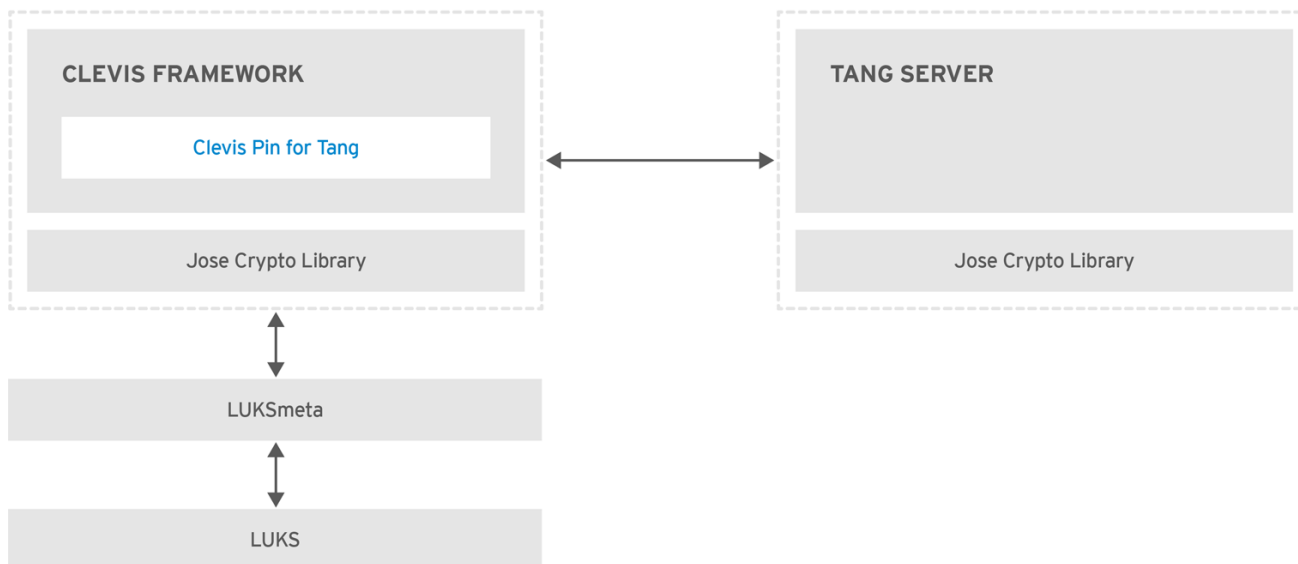 CLEVIS FRAMEWORK
Clevis Pin for Tang
Jose Crypto Library
TANG SERVER
Jose Crypto Library
LUKSmeta
LUKS